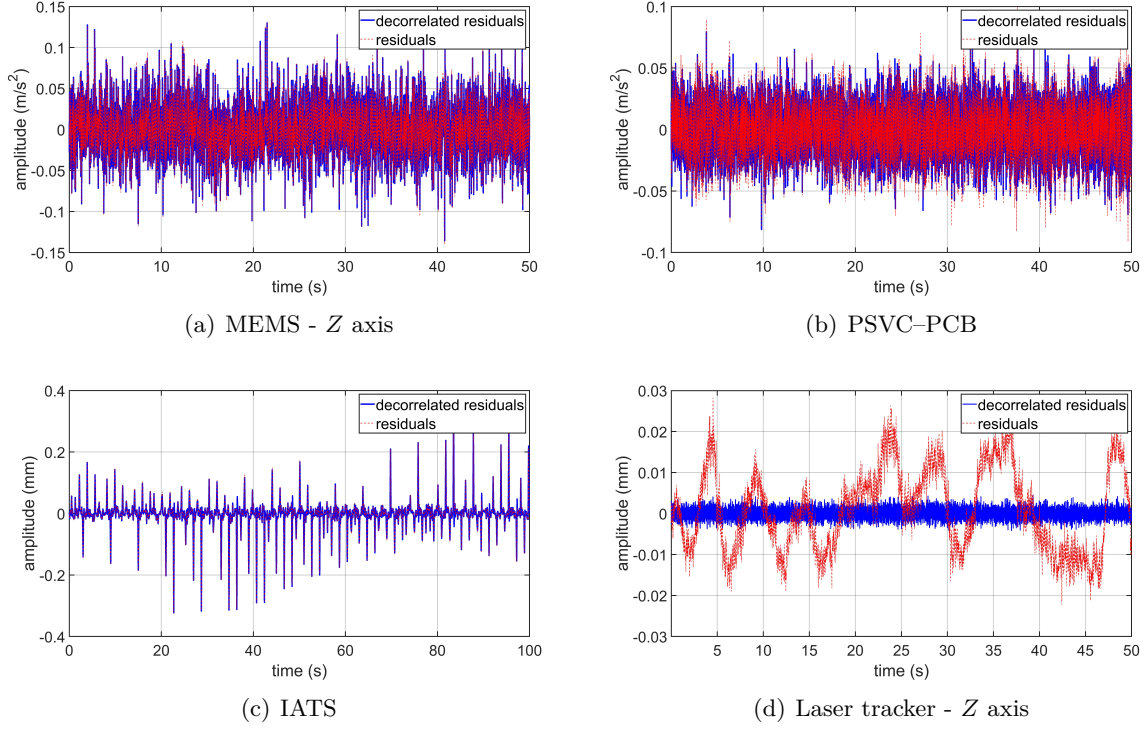 0.15
0.1
0.05
0
-0.05
-0.1
-0.15
amplitude (m/s²)
decorrelated residuals
residuals
0 10 20 30 40 50
time (s)
(a) MEMS - Z axis
0.1
0.05
0
-0.05
-0.1
amplitude (m/s²)
decorrelated residuals
residuals
0 10 20 30 40 50
time (s)
(b) PSVC–PCB
0.4
0.2
0
-0.2
-0.4
amplitude (mm)
decorrelated residuals
residuals
0 20 40 60 80 100
time (s)
(c) IATS
0.03
0.02
0.01
0
-0.01
-0.02
-0.03
amplitude (mm)
decorrelated residuals
residuals
5 10 15 20 25 30 35 40 45 50
time (s)
(d) Laser tracker - Z axis